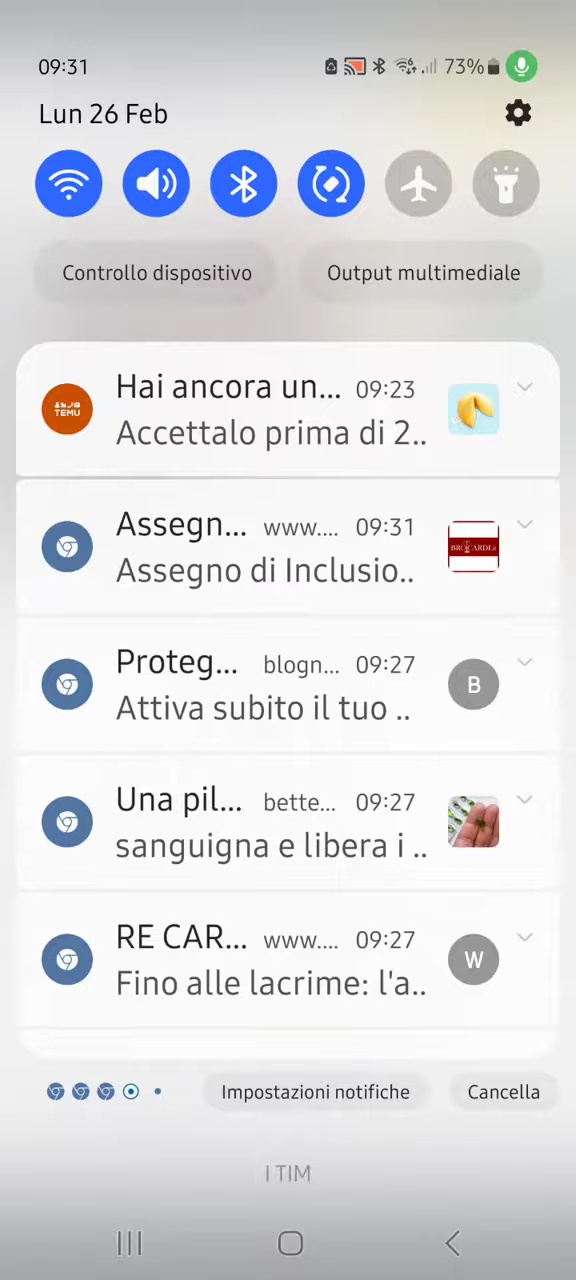 09:31
73%
Lun 26 Feb
Controllo dispositivo
Output multimediale
Hai ancora un... 09:23
TEMU
Accettalo prima di 2..
Assegn... www.... 09:31
BROCARDI.it
Assegno di Inclusio..
Proteg... blogn... 09:27
B
Attiva subito il tuo ..
Una pil... bette... 09:27
sanguigna e libera i ..
RE CAR... www.... 09:27
W
Fino alle lacrime: l'a..
Impostazioni notifiche
Cancella
I TIM